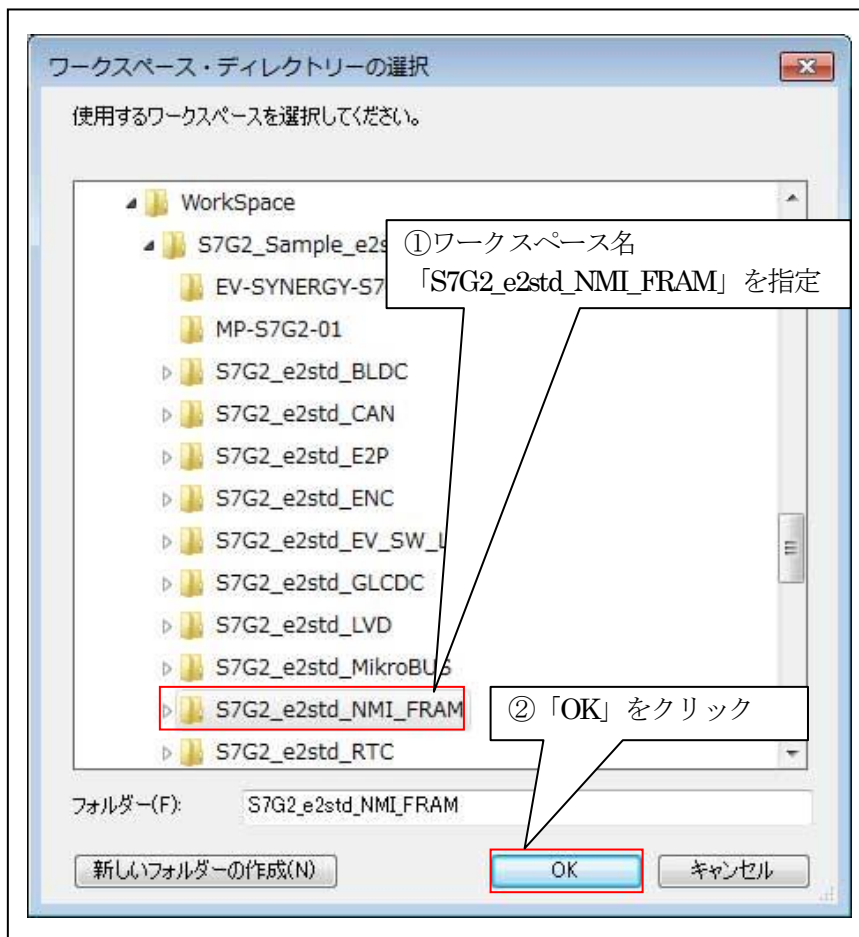 ワークスペース・ディレクトリーの選択
使用するワークスペースを選択してください。
WorkSpace
S7G2_Sample_e2s
①ワークスペース名
「S7G2_e2std_NMI_FRAM」を指定
EV-SYNERGY-S7
MP-S7G2-01
S7G2_e2std_BLDC
S7G2_e2std_CAN
S7G2_e2std_E2P
S7G2_e2std_ENC
S7G2_e2std_EV_SW_L
S7G2_e2std_GLCDC
S7G2_e2std_LVD
S7G2_e2std_MikroBUS
S7G2_e2std_NMI_FRAM
②「OK」をクリック
S7G2_e2std_RTC
フォルダー(F): S7G2_e2std_NMI_FRAM
新しいフォルダーの作成(N) OK キャンセル